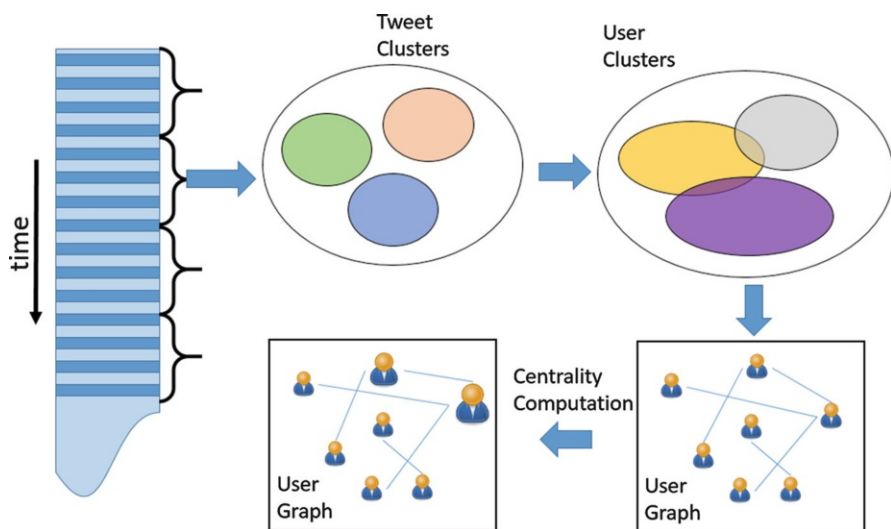 Tweet
Clusters
User
Clusters
time
Centrality
Computation
User
Graph
User
Graph